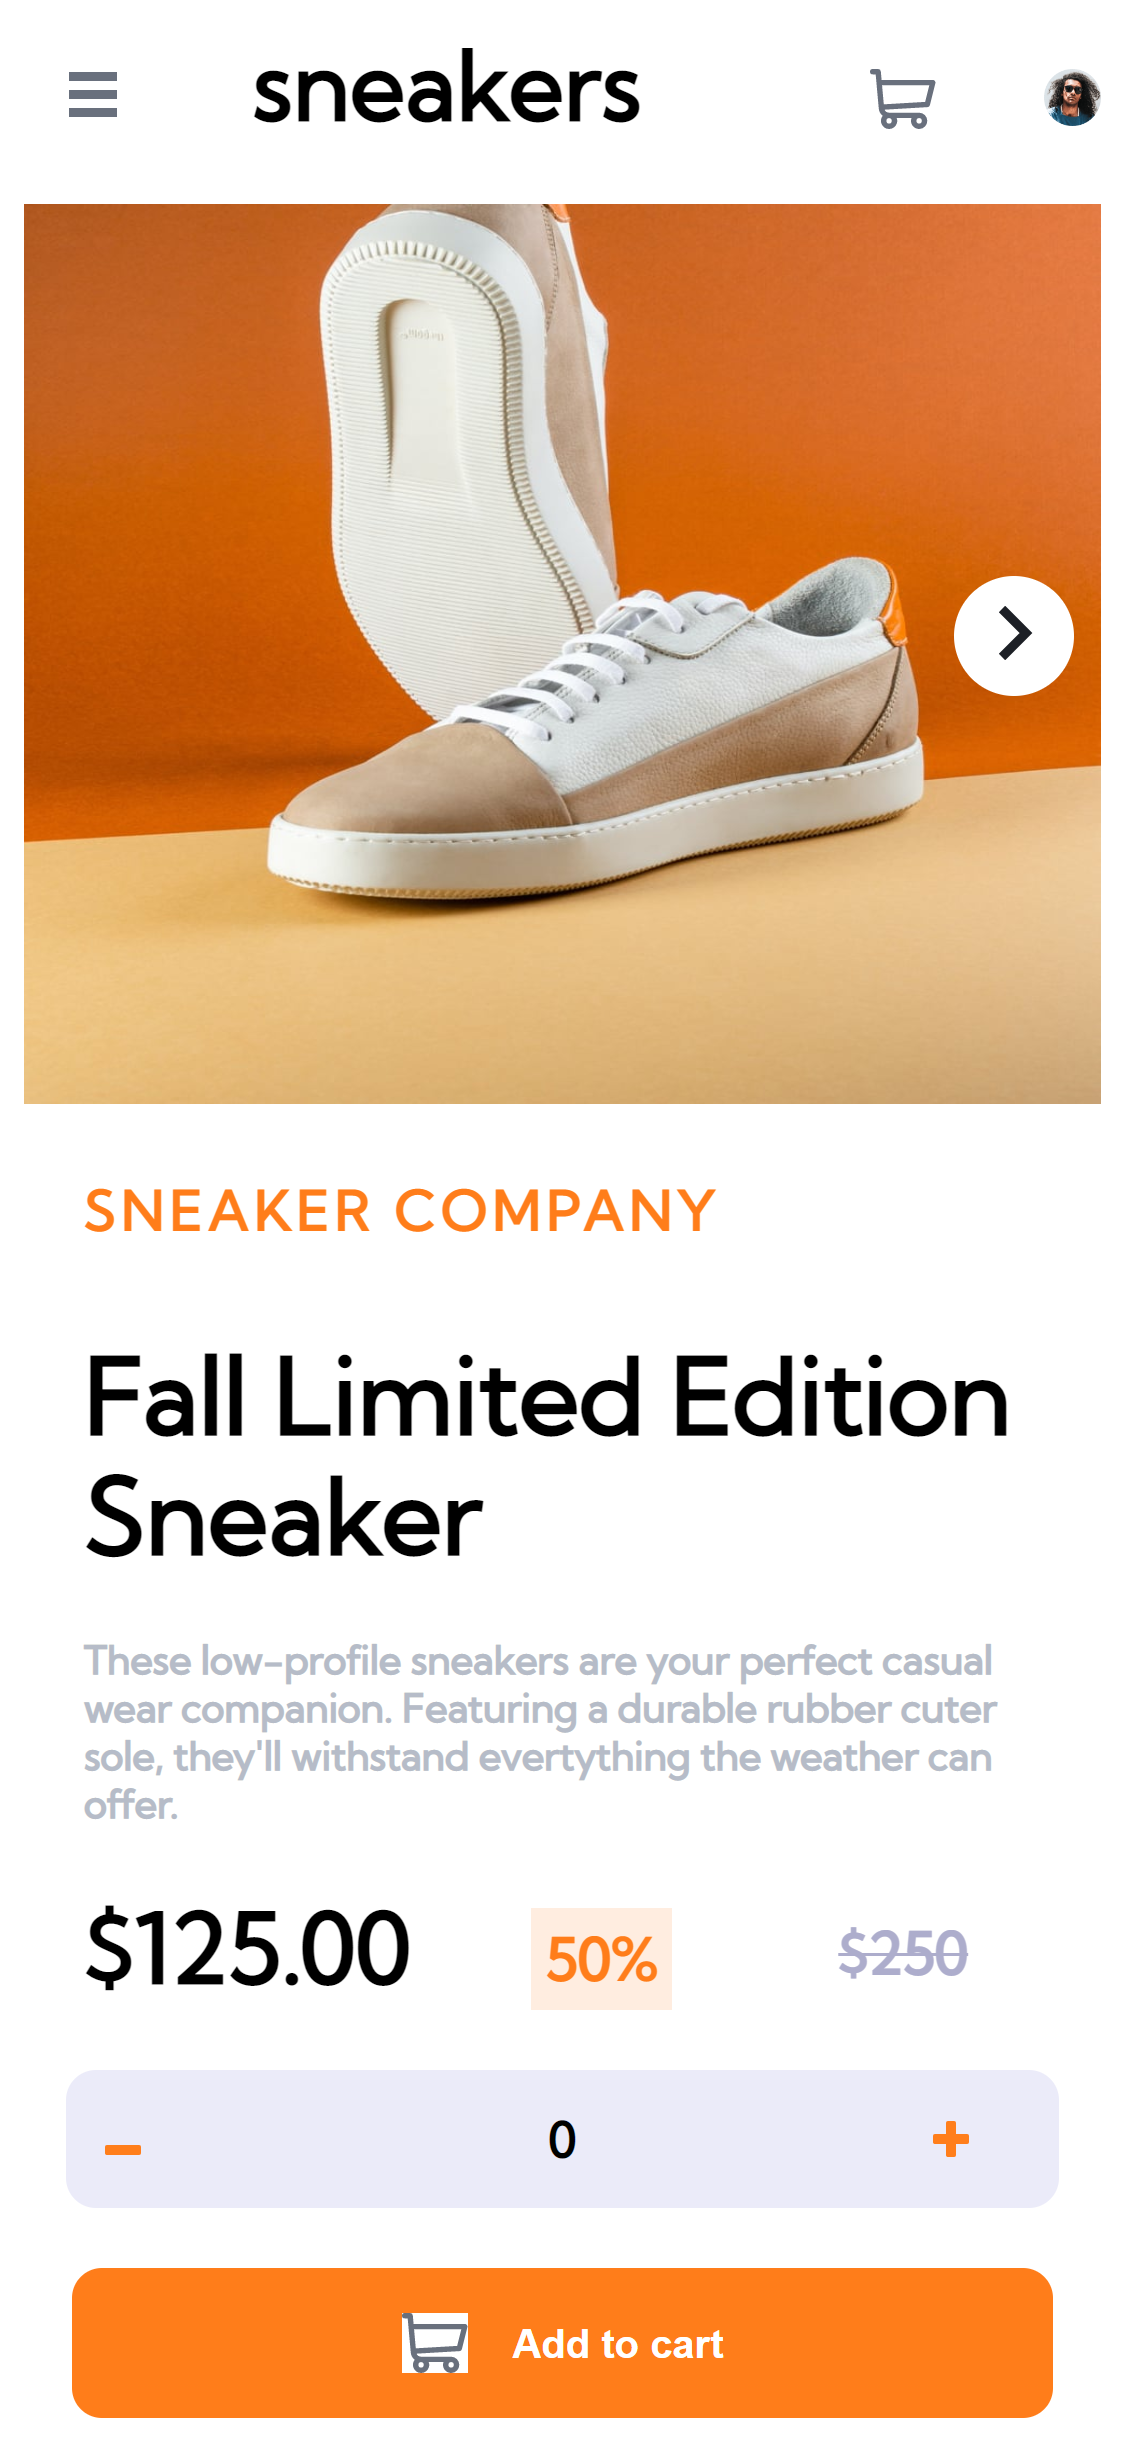 sneakers
SNEAKER COMPANY
Fall Limited Edition
Sneaker
These low-profile sneakers are your perfect casual
wear companion. Featuring a durable rubber cuter
sole, they'll withstand evertything the weather can
offer.
$125.00 50% $250
0
Add to cart